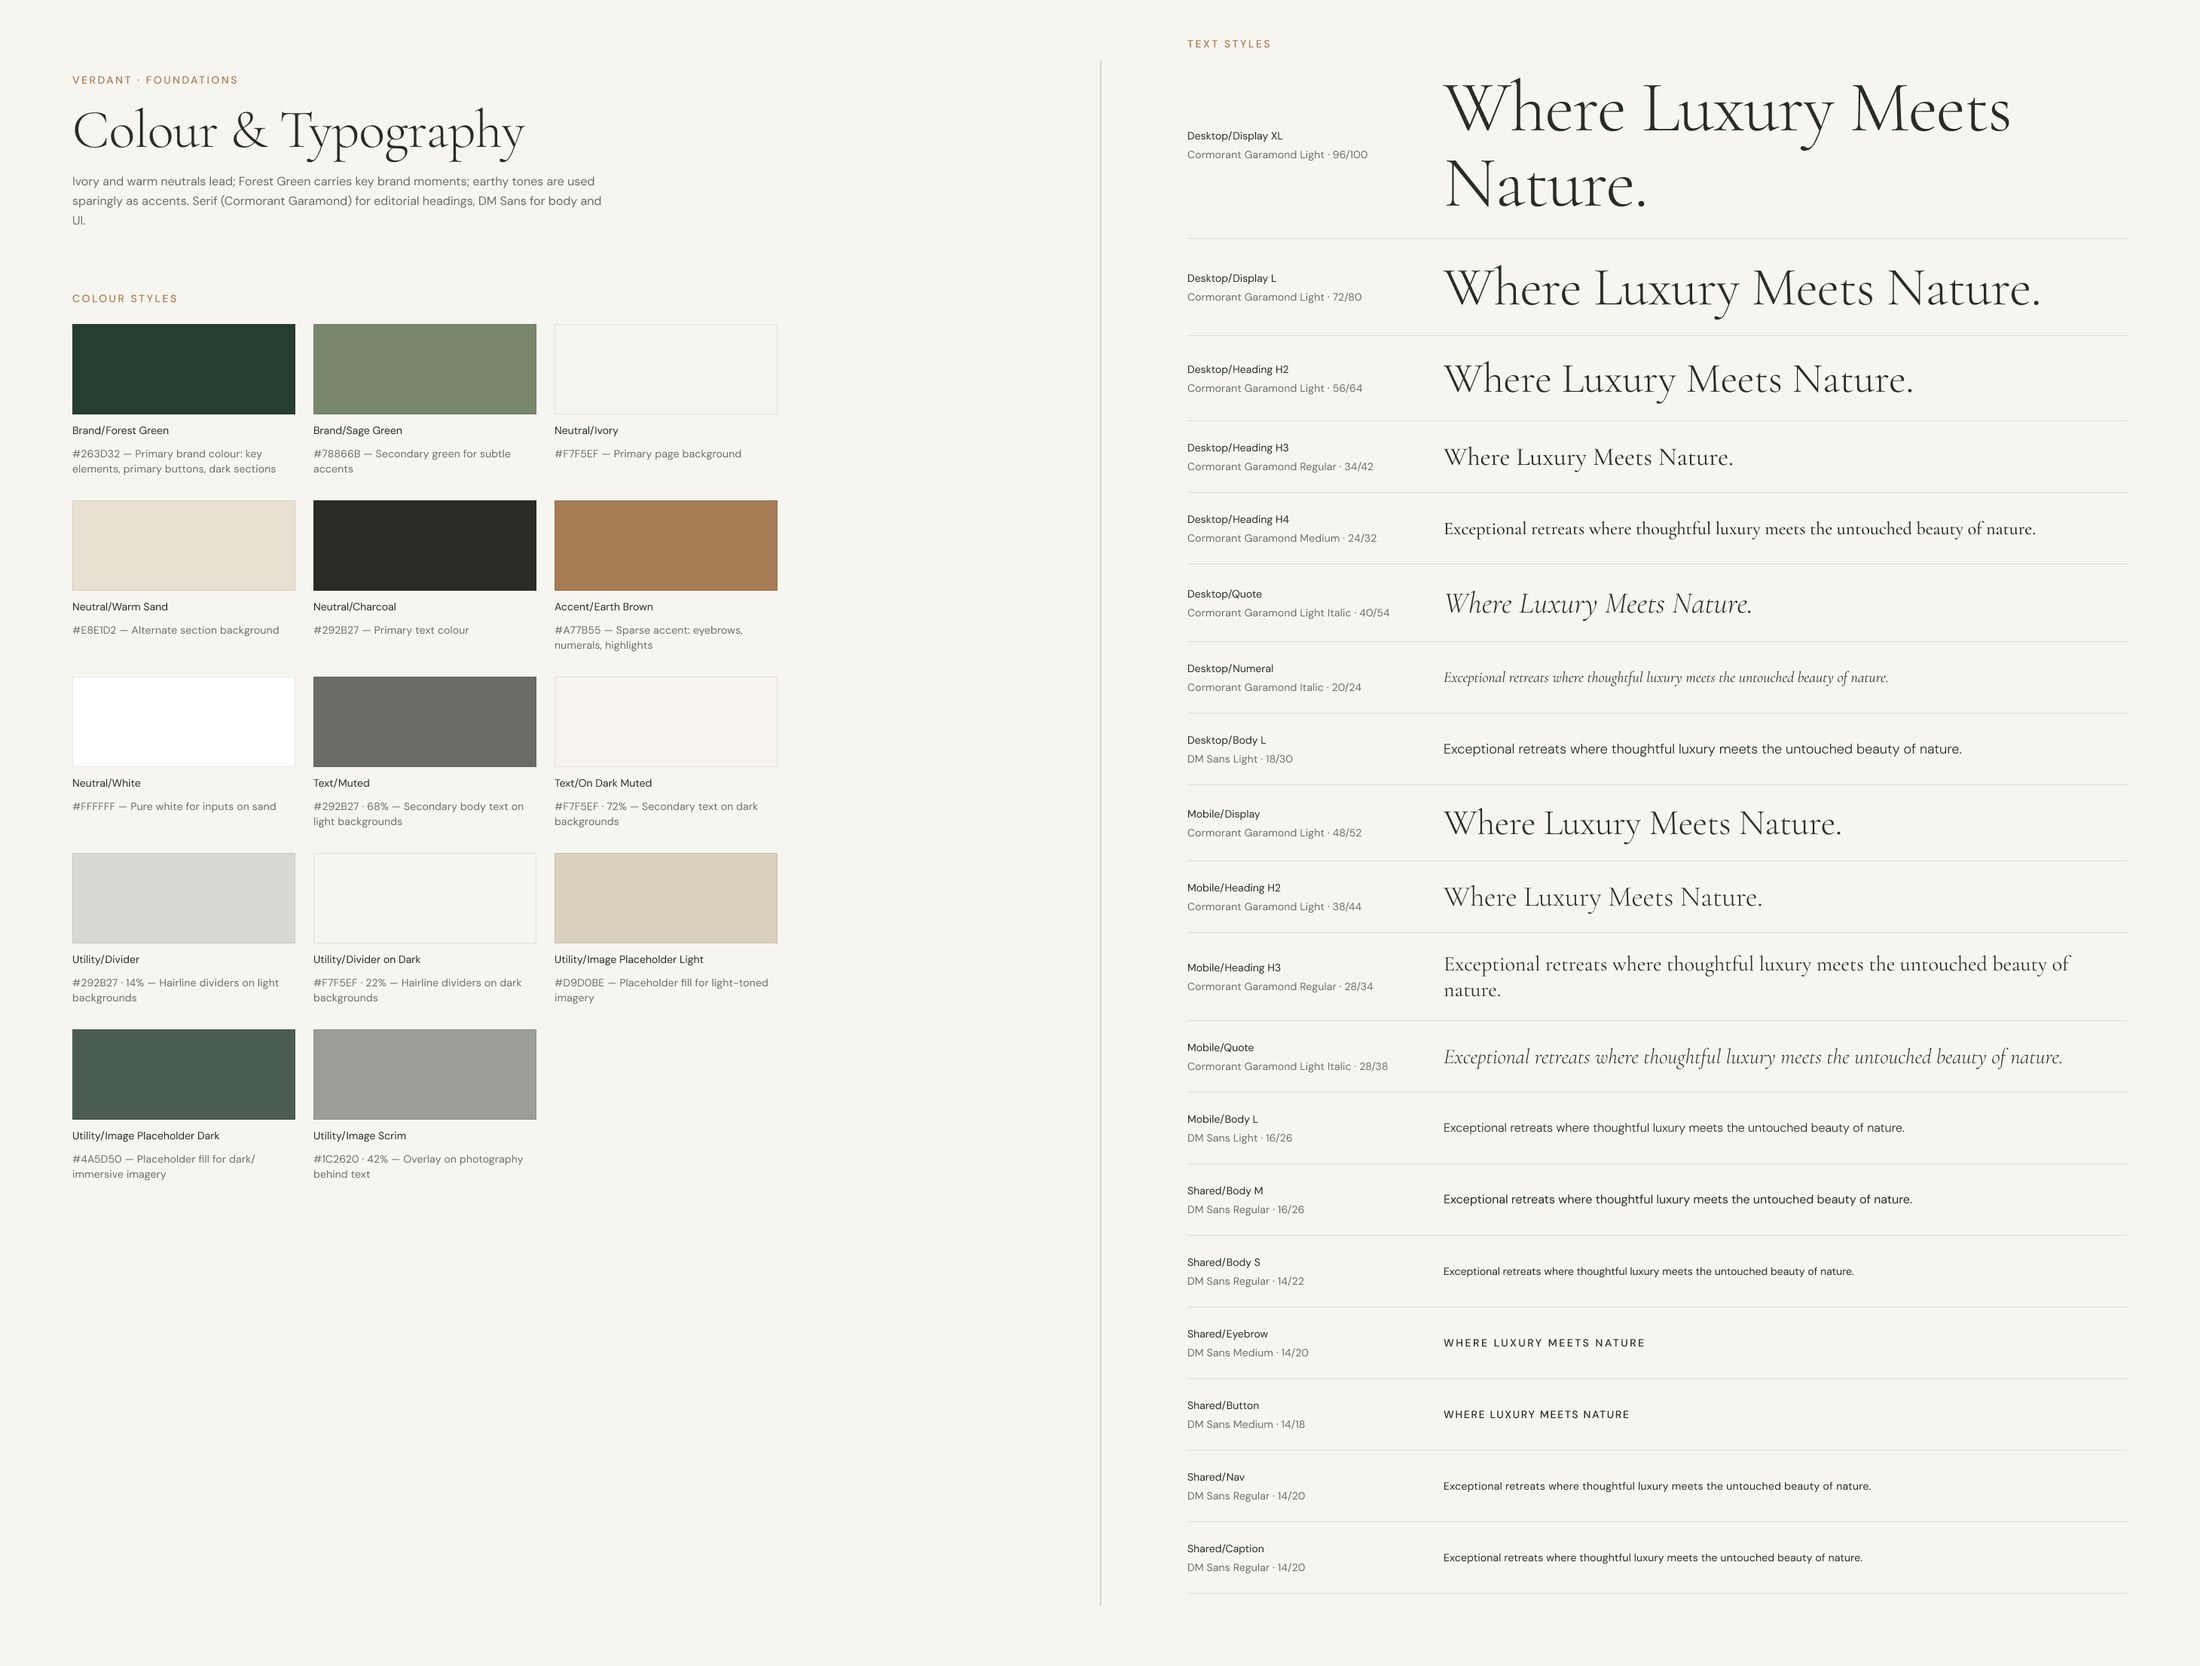 VERDANT · FOUNDATIONS
Colour & Typography
Ivory and warm neutrals lead; Forest Green carries key brand moments; earthy tones are used
sparingly as accents. Serif (Cormorant Garamond) for editorial headings, DM Sans for body and
UI.
COLOUR STYLES
Brand/Forest Green
#263D32 — Primary brand colour: key
elements, primary buttons, dark sections
Brand/Sage Green
#78866B — Secondary green for subtle
accents
Neutral/Ivory
#F7F5EF — Primary page background
Neutral/Warm Sand
#E8E1D2 — Alternate section background
Neutral/Charcoal
#292B27 — Primary text colour
Accent/Earth Brown
#A77B55 — Sparse accent: eyebrows,
numerals, highlights
Neutral/White
#FFFFFF — Pure white for inputs on sand
Text/Muted
#292B27 · 68% — Secondary body text on
light backgrounds
Text/On Dark Muted
#F7F5EF · 72% — Secondary text on dark
backgrounds
Utility/Divider
#292B27 · 14% — Hairline dividers on light
backgrounds
Utility/Divider on Dark
#F7F5EF · 22% — Hairline dividers on dark
backgrounds
Utility/Image Placeholder Light
#D9D0BE — Placeholder fill for light-toned
imagery
Utility/Image Placeholder Dark
#4A5D50 — Placeholder fill for dark/
immersive imagery
Utility/Image Scrim
#1C2620 · 42% — Overlay on photography
behind text
TEXT STYLES
Desktop/Display XL
Cormorant Garamond Light · 96/100
Where Luxury Meets
Nature.
Desktop/Display L
Cormorant Garamond Light · 72/80
Where Luxury Meets Nature.
Desktop/Heading H2
Cormorant Garamond Light · 56/64
Where Luxury Meets Nature.
Desktop/Heading H3
Cormorant Garamond Regular · 34/42
Where Luxury Meets Nature.
Desktop/Heading H4
Cormorant Garamond Medium · 24/32
Exceptional retreats where thoughtful luxury meets the untouched beauty of nature.
Desktop/Quote
Cormorant Garamond Light Italic · 40/54
Where Luxury Meets Nature.
Desktop/Numeral
Cormorant Garamond Italic · 20/24
Exceptional retreats where thoughtful luxury meets the untouched beauty of nature.
Desktop/Body L
DM Sans Light · 18/30
Exceptional retreats where thoughtful luxury meets the untouched beauty of nature.
Mobile/Display
Cormorant Garamond Light · 48/52
Where Luxury Meets Nature.
Mobile/Heading H2
Cormorant Garamond Light · 38/44
Where Luxury Meets Nature.
Mobile/Heading H3
Cormorant Garamond Regular · 28/34
Exceptional retreats where thoughtful luxury meets the untouched beauty of
nature.
Mobile/Quote
Cormorant Garamond Light Italic · 28/38
Exceptional retreats where thoughtful luxury meets the untouched beauty of nature.
Mobile/Body L
DM Sans Light · 16/26
Exceptional retreats where thoughtful luxury meets the untouched beauty of nature.
Shared/Body M
DM Sans Regular · 16/26
Exceptional retreats where thoughtful luxury meets the untouched beauty of nature.
Shared/Body S
DM Sans Regular · 14/22
Exceptional retreats where thoughtful luxury meets the untouched beauty of nature.
Shared/Eyebrow
DM Sans Medium · 14/20
WHERE LUXURY MEETS NATURE
Shared/Button
DM Sans Medium · 14/18
WHERE LUXURY MEETS NATURE
Shared/Nav
DM Sans Regular · 14/20
Exceptional retreats where thoughtful luxury meets the untouched beauty of nature.
Shared/Caption
DM Sans Regular · 14/20
Exceptional retreats where thoughtful luxury meets the untouched beauty of nature.